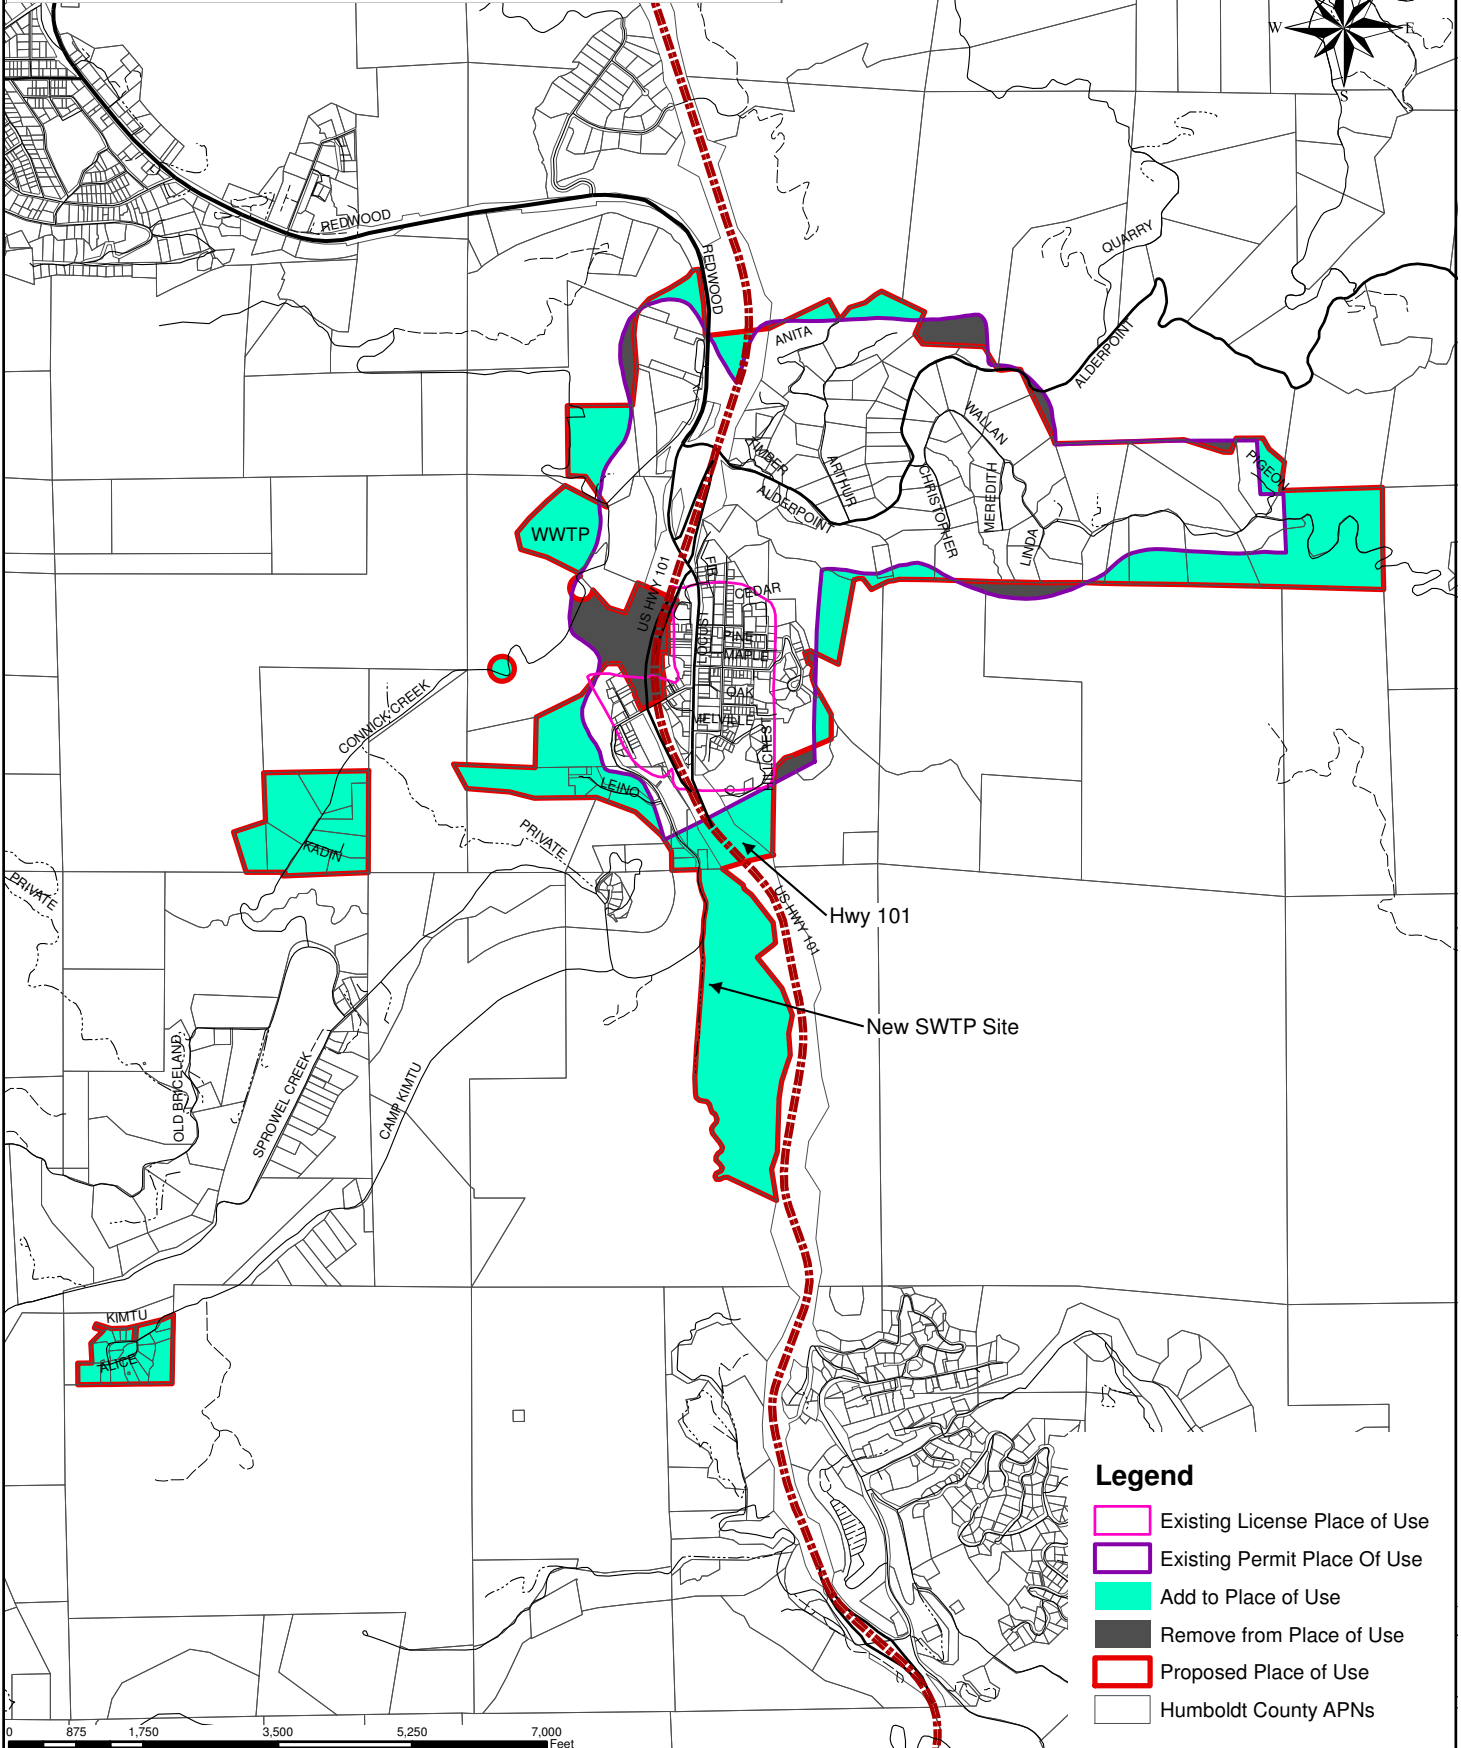 W
E
S
REDWOOD
REDWOOD
QUARRY
ANITA
ALDERPOINT
WALLAN
TIMBER
ARTHUR
PIGEON
CHRISTOPHER
MEREDITH
ALDERPOINT
WWTP
LINDA
US HWY 101
FIR
CEDAR
LOCUST
PINE
MAPLE
OAK
MELVILLE
HILLCREST
CONNICK CREEK
LEINO
PRIVATE
KADIN
PRIVATE
US HWY 101
Hwy 101
New SWTP Site
OLD BRICELAND
SPROWEL CREEK
CAMP KIMTU
KIMTU
ALICE
Legend
Existing License Place of Use
Existing Permit Place Of Use
Add to Place of Use
Remove from Place of Use
Proposed Place of Use
Humboldt County APNs
0 875 1,750 3,500 5,250 7,000
Feet